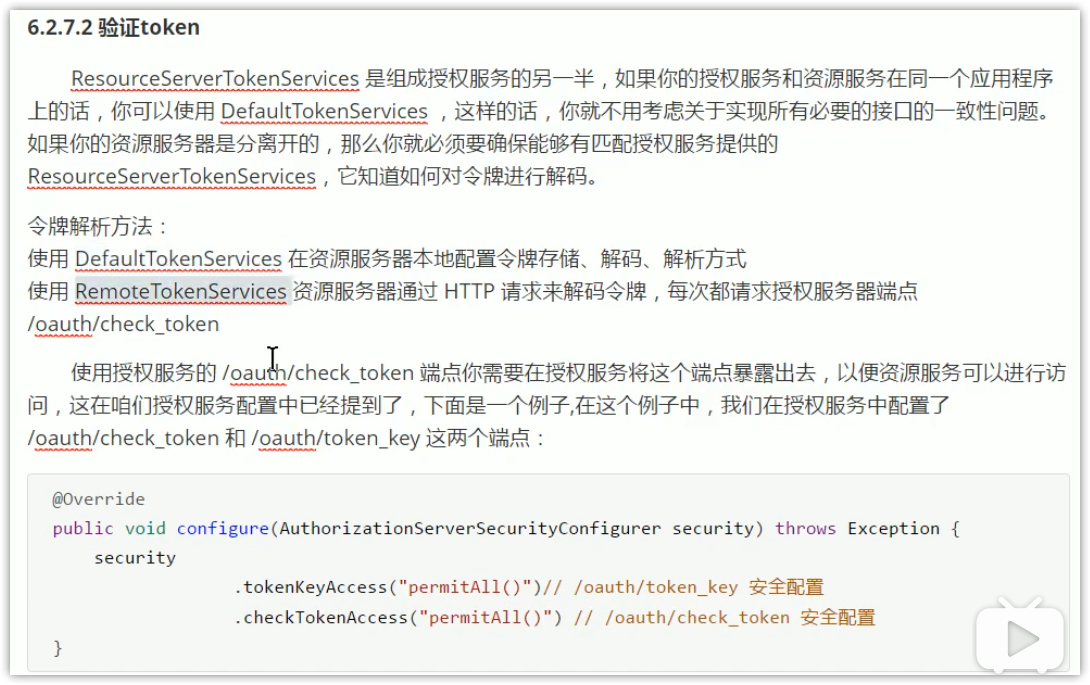 6.2.7.2 验证token
ResourceServerTokenServices 是组成授权服务的另一半，如果你的授权服务和资源服务在同一个应用程序
上的话，你可以使用 DefaultTokenServices ，这样的话，你就不用考虑关于实现所有必要的接口的一致性问题。
如果你的资源服务器是分离开的，那么你就必须要确保能够有匹配授权服务提供的
ResourceServerTokenServices，它知道如何对令牌进行解码。
令牌解析方法：
使用 DefaultTokenServices 在资源服务器本地配置令牌存储、解码、解析方式
使用 RemoteTokenServices 资源服务器通过 HTTP 请求来解码令牌，每次都请求授权服务器端点
/oauth/check_token
使用授权服务的 /oauth/check_token 端点你需要在授权服务将这个端点暴露出去，以便资源服务可以进行访
问，这在咱们授权服务配置中已经提到了，下面是一个例子,在这个例子中，我们在授权服务中配置了
/oauth/check_token 和 /oauth/token_key 这两个端点：
@Override
public void configure(AuthorizationServerSecurityConfigurer security) throws Exception {
security
.tokenKeyAccess("permitAll()")// /oauth/token_key 安全配置
.checkTokenAccess("permitAll()") // /oauth/check_token 安全配置
}